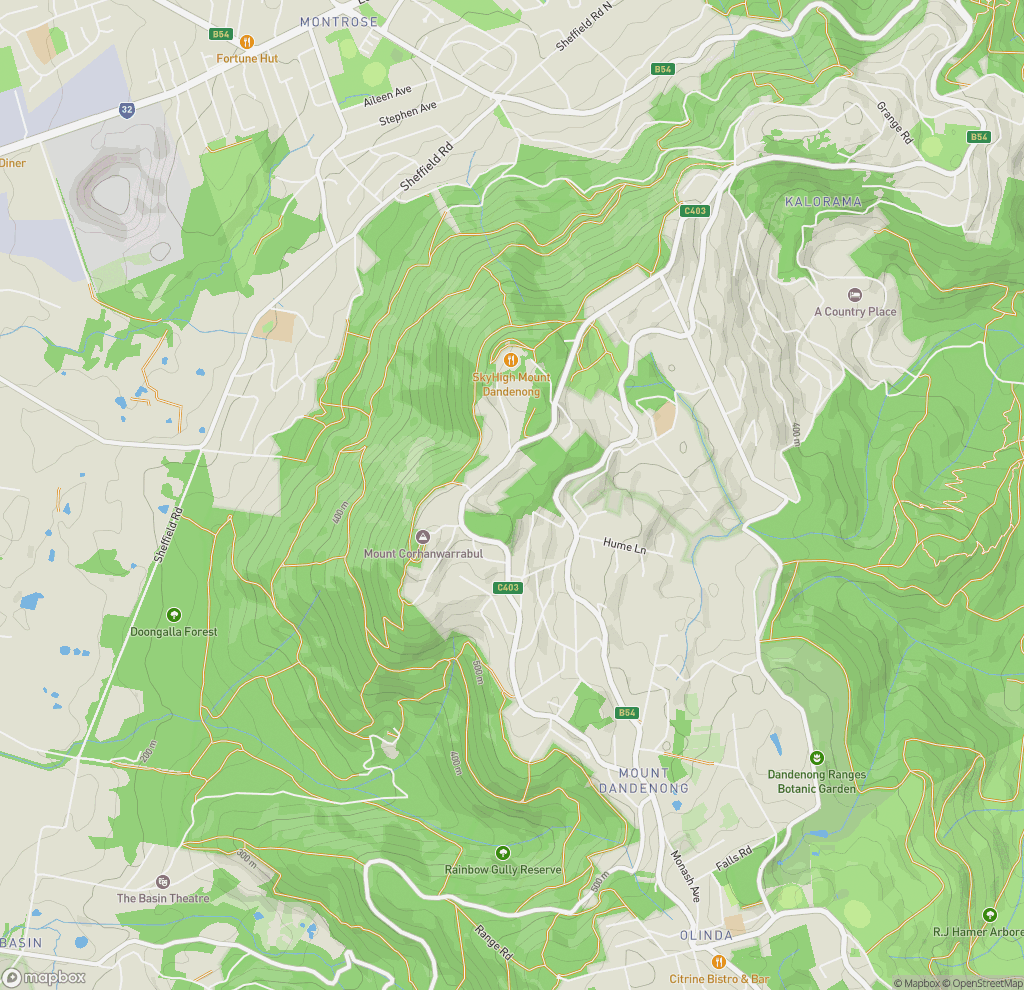 MONTROSE
B54
Fortune Hut
Sheffield Rd N
B54
Aileen Ave
Stephen Ave
32
Diner
Sheffield Rd
Grange Rd
B54
C403
KALORAMA
A Country Place
SkyHigh Mount
Dandenong
400 m
400 m
Sheffield Rd
Mount Corhanwarrabul
Hume Ln
C403
Doongalla Forest
500 m
B54
200 m
400 m
MOUNT
DANDENONG
Dandenong Ranges
Botanic Garden
300 m
Rainbow Gully Reserve
500 m
Monash Ave
Falls Rd
The Basin Theatre
BASIN
Range Rd
OLINDA
R.J Hamer Arbore
Citrine Bistro & Bar
mapbox
© Mapbox © OpenStreetMap